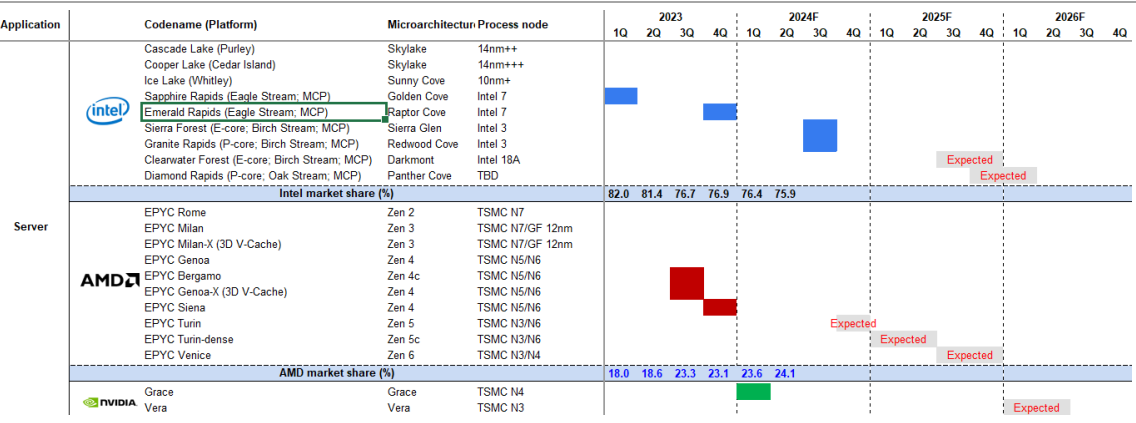 Application Codename (Platform) Microarchitectur Process node 2023 2024F 2025F 2026F
1Q 2Q 3Q 4Q 1Q 2Q 3Q 4Q 1Q 2Q 3Q 4Q 1Q 2Q 3Q 4Q
Cascade Lake (Purley) Skylake 14nm++
Cooper Lake (Cedar Island) Skylake 14nm+++
Ice Lake (Whitley) Sunny Cove 10nm+
Sapphire Rapids (Eagle Stream; MCP) Golden Cove Intel 7
intel Emerald Rapids (Eagle Stream; MCP) Raptor Cove Intel 7
Sierra Forest (E-core; Birch Stream; MCP) Sierra Glen Intel 3
Granite Rapids (P-core; Birch Stream; MCP) Redwood Cove Intel 3
Clearwater Forest (E-core; Birch Stream; MCP) Darkmont Intel 18A Expected
Diamond Rapids (P-core; Oak Stream; MCP) Panther Cove TBD Expected
Intel market share (%) 82.0 81.4 76.7 76.9 76.4 75.9
EPYC Rome Zen 2 TSMC N7
Server EPYC Milan Zen 3 TSMC N7/GF 12nm
EPYC Milan-X (3D V-Cache) Zen 3 TSMC N7/GF 12nm
EPYC Genoa Zen 4 TSMC N5/N6
AMD EPYC Bergamo Zen 4c TSMC N5/N6
EPYC Genoa-X (3D V-Cache) Zen 4 TSMC N5/N6
EPYC Siena Zen 4 TSMC N5/N6
EPYC Turin Zen 5 TSMC N3/N6 Expected
EPYC Turin-dense Zen 5c TSMC N3/N6 Expected
EPYC Venice Zen 6 TSMC N3/N4 Expected
AMD market share (%) 18.0 18.6 23.3 23.1 23.6 24.1
Grace Grace TSMC N4
NVIDIA Vera Vera TSMC N3 Expected